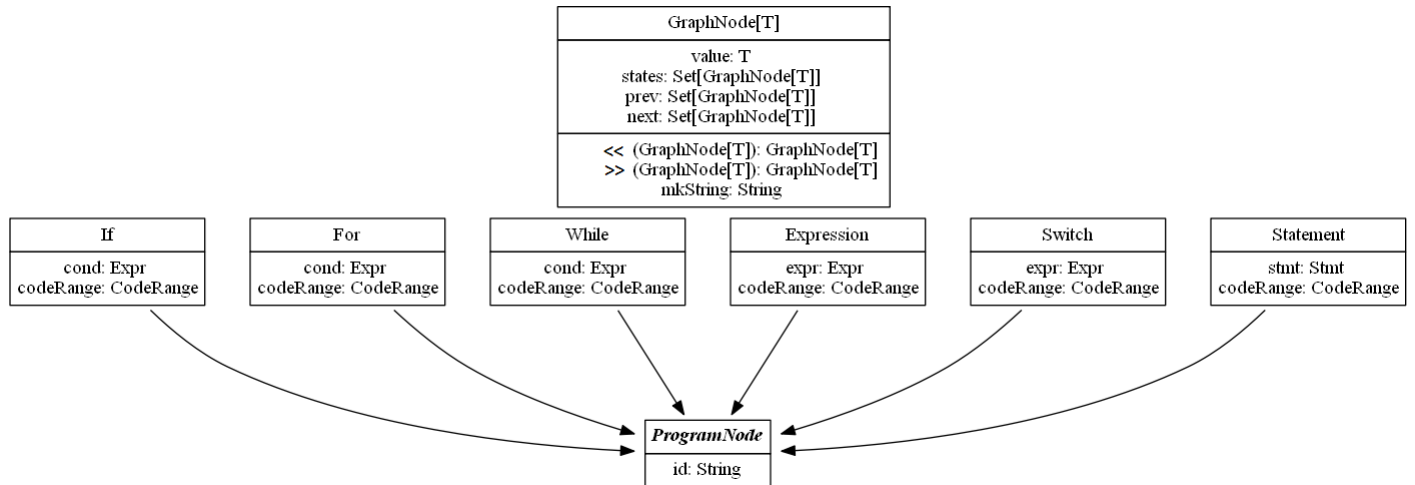 GraphNode[T]
value: T
states: Set[GraphNode[T]]
prev: Set[GraphNode[T]]
next: Set[GraphNode[T]]
<< (GraphNode[T]): GraphNode[T]
>> (GraphNode[T]): GraphNode[T]
mkString: String
If
cond: Expr
codeRange: CodeRange
For
cond: Expr
codeRange: CodeRange
While
cond: Expr
codeRange: CodeRange
Expression
expr: Expr
codeRange: CodeRange
Switch
expr: Expr
codeRange: CodeRange
Statement
stmt: Stmt
codeRange: CodeRange
ProgramNode
id: String